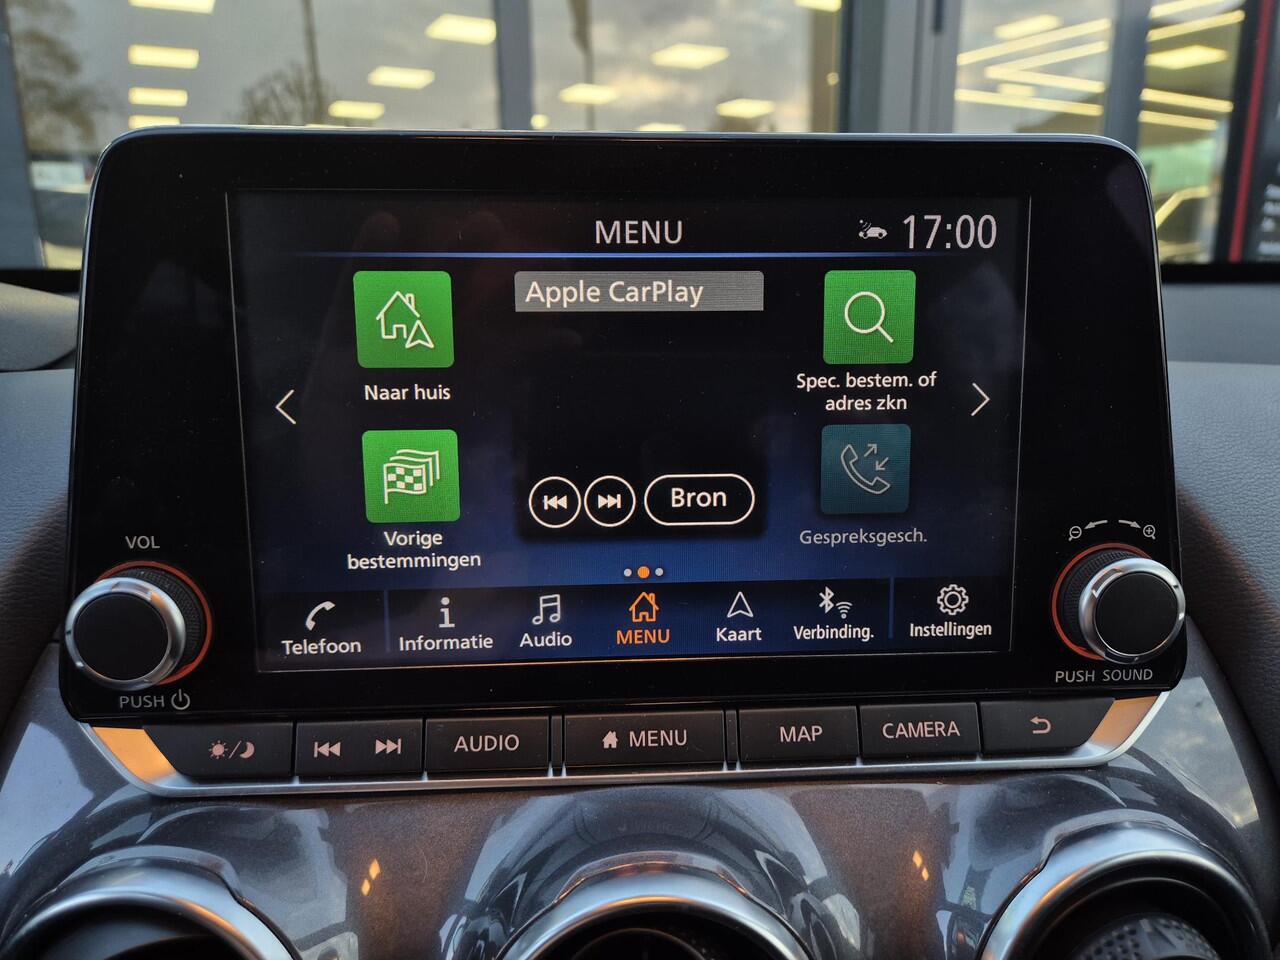 MENU
17:00
Apple CarPlay
Naar huis
Spec. bestem. of
adres zkn
Vorige
bestemmingen
Bron
Gespreksgesch.
VOL
PUSH
PUSH SOUND
Telefoon
Informatie
Audio
MENU
Kaart
Verbinding.
Instellingen
AUDIO
MENU
MAP
CAMERA